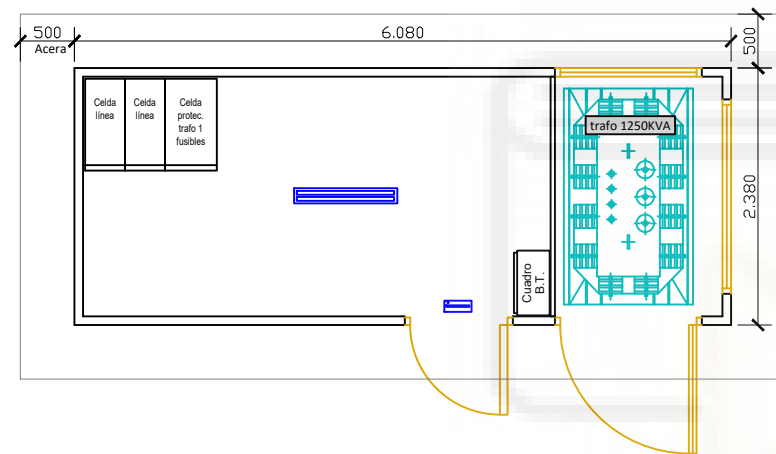 500
6.080
500
Acera
Celda
línea
Celda
línea
Celda
protec.
trafo 1
fusibles
trafo 1250KVA
2.380
Cuadro
B.T.